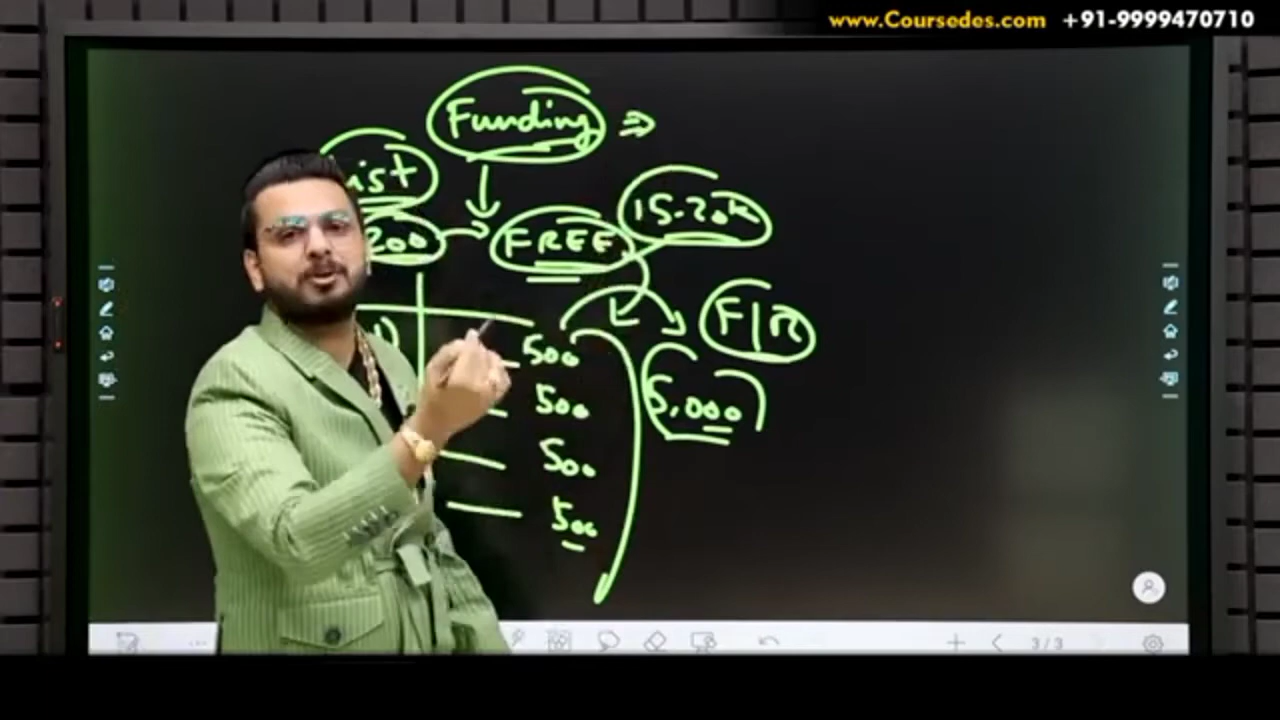 www.Coursedes.com +91-9999470710
Funding
ist
200
FREE
15-20K
F/R
1)
500
5,000
500
500
500
3/3